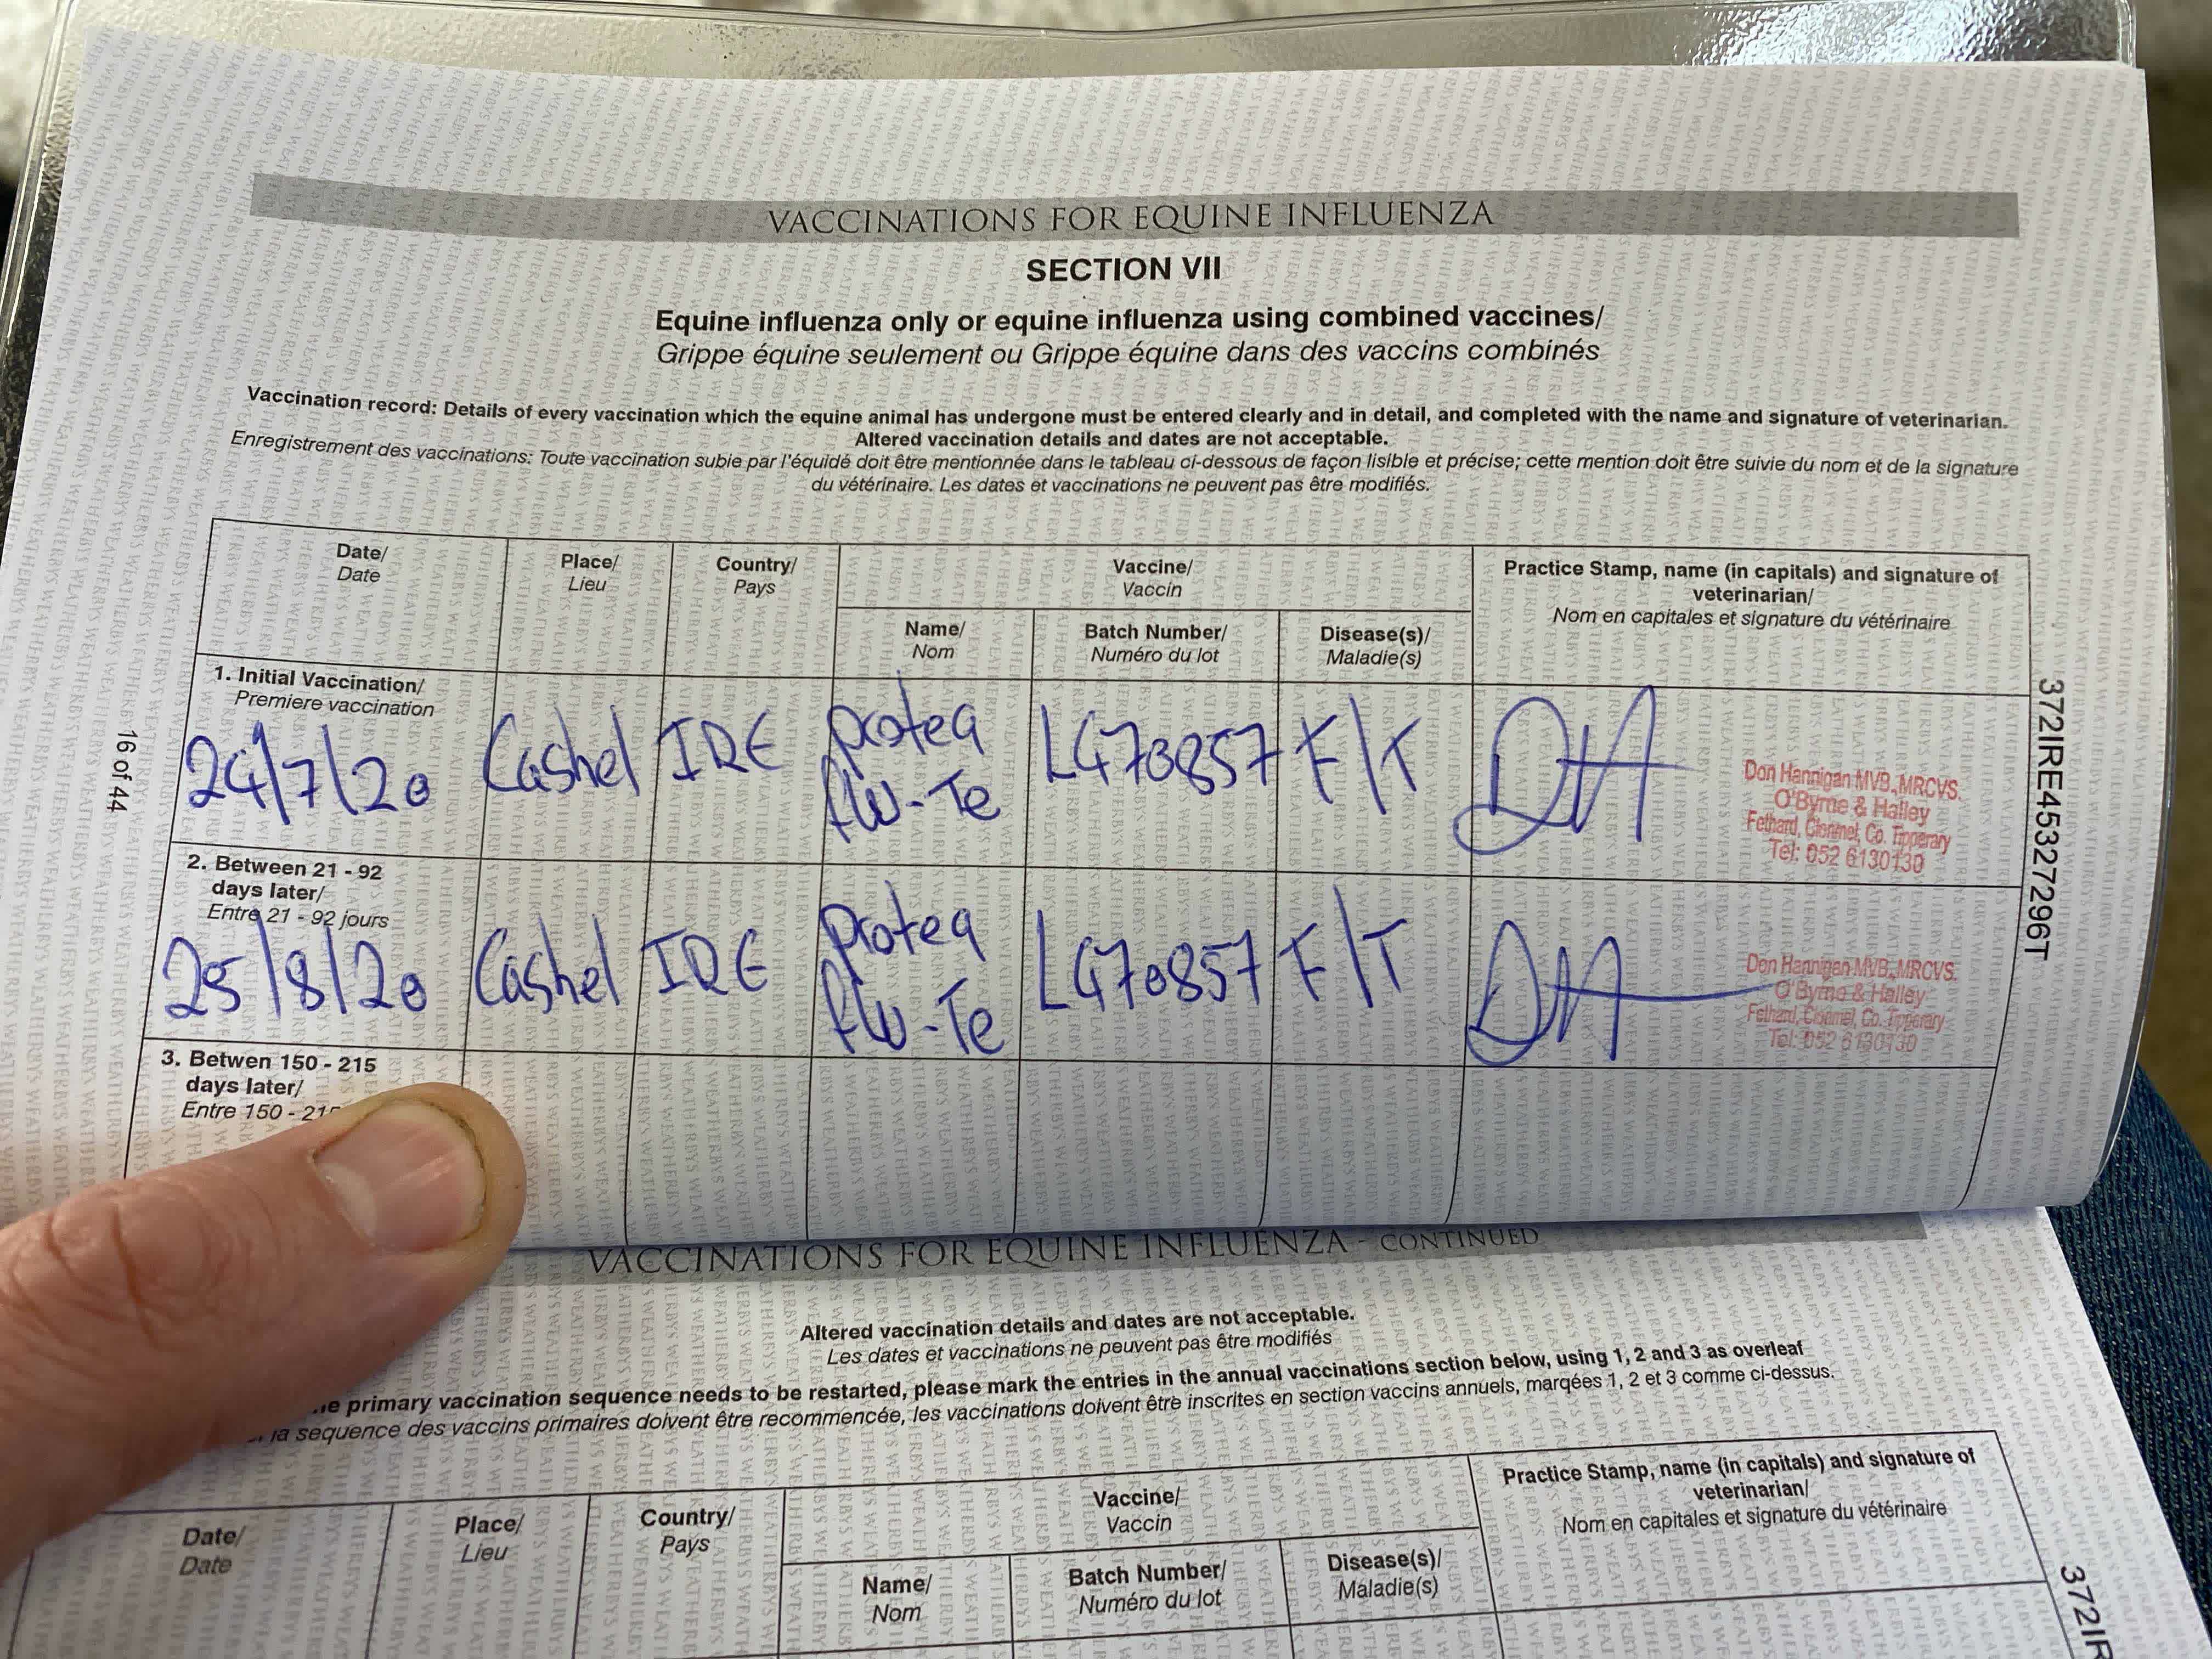 VACCINATIONS FOR EQUINE INFLUENZA
SECTION VII
Equine influenza only or equine influenza using combined vaccines/
Grippe équine seulement ou Grippe équine dans des vaccins combinés
Vaccination record: Details of every vaccination which the equine animal has undergone must be entered clearly and in detail, and completed with the name and signature of veterinarian.
Altered vaccination details and dates are not acceptable.
Enregistrement des vaccinations: Toute vaccination subie par l'équidé doit être mentionnée dans le tableau ci-dessous de façon lisible et précise; cette mention doit être suivie du nom et de la signature
du vétérinaire. Les dates et vaccinations ne peuvent pas être modifiés.
Date/
Date
Place/
Lieu
Country/
Pays
Vaccine/
Vaccin
Name/
Nom
Batch Number/
Numéro du lot
Disease(s)/
Maladie(s)
Practice Stamp, name (in capitals) and signature of
veterinarian/
Nom en capitales et signature du vétérinaire
1. Initial Vaccination/
Premiere vaccination
24/7/20
Cashel
IRE
proteq
flu-Te
L470857
F/T
DH
Don Hannigan MVB, MRCVS.
O'Byrne & Halley
Fethard, Clonmel, Co. Tipperary
Tel: 052 6130130
2. Between 21 - 92
days later/
Entre 21 - 92 jours
25/8/20
Cashel
IRE
proteq
flu-Te
L470857
F/T
DH
Don Hannigan MVB, MRCVS.
O'Byrne & Halley
Fethard, Clonmel, Co. Tipperary
Tel: 052 6130130
3. Betwen 150 - 215
days later/
Entre 150 - 215
16 of 44
372IRE45327296T
VACCINATIONS FOR EQUINE INFLUENZA - CONTINUED
Altered vaccination details and dates are not acceptable.
Les dates et vaccinations ne peuvent pas être modifiés
primary vaccination sequence needs to be restarted, please mark the entries in the annual vaccinations section below, using 1, 2 and 3 as overleaf
la sequence des vaccins primaires doivent être recommencée, les vaccinations doivent être inscrites en section vaccins annuels, marqées 1, 2 et 3 comme ci-dessus.
Date/
Date
Place/
Lieu
Country/
Pays
Vaccine/
Vaccin
Name/
Nom
Batch Number/
Numéro du lot
Disease(s)/
Maladie(s)
Practice Stamp, name (in capitals) and signature of
veterinarian/
Nom en capitales et signature du vétérinaire
372IR